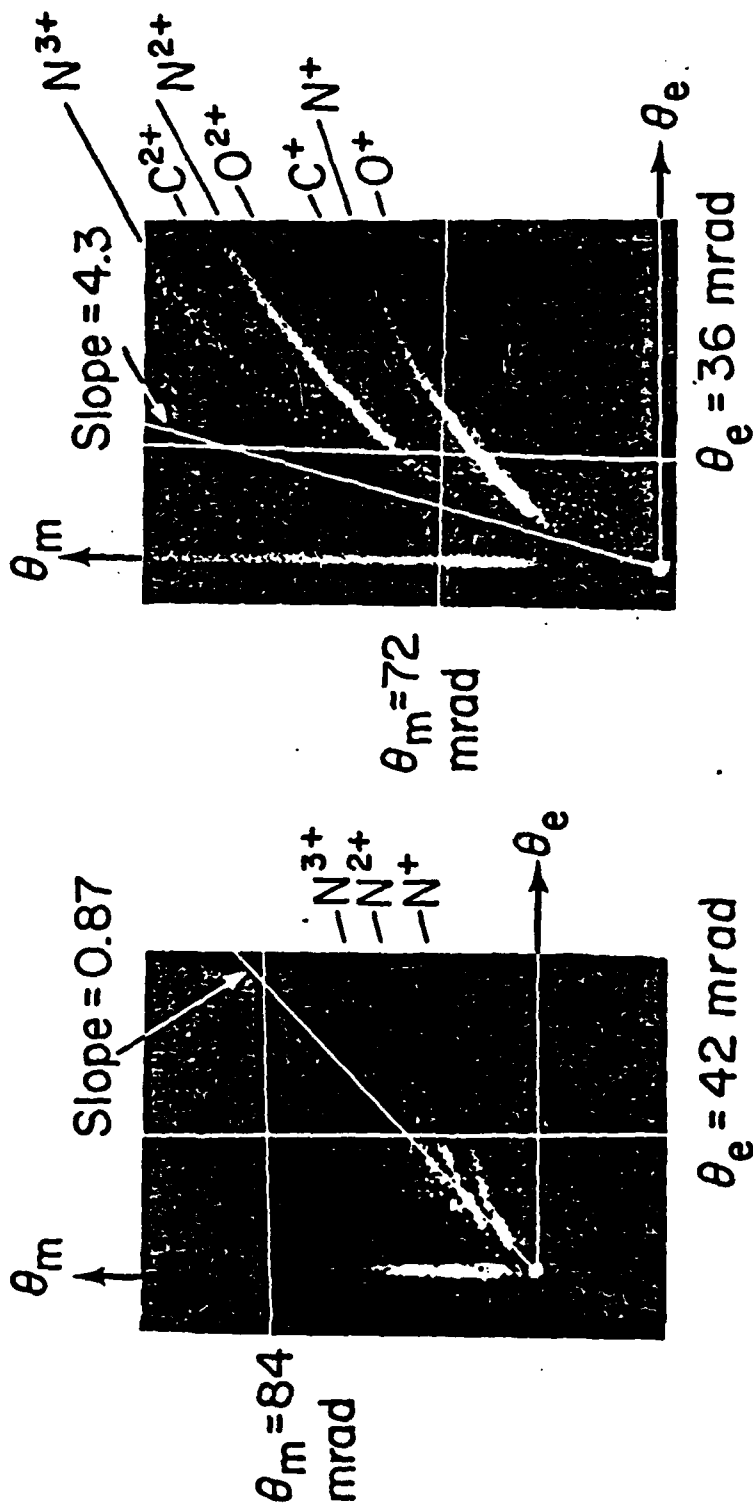 θm
Slope = 0.87
θm = 84
mrad
-N3+
-N2+
-N+
θe
θe = 42 mrad
θm
Slope = 4.3
N3+
-C2+
N2+
-O2+
-C+
N+
-O+
θm = 72
mrad
θe
θe = 36 mrad